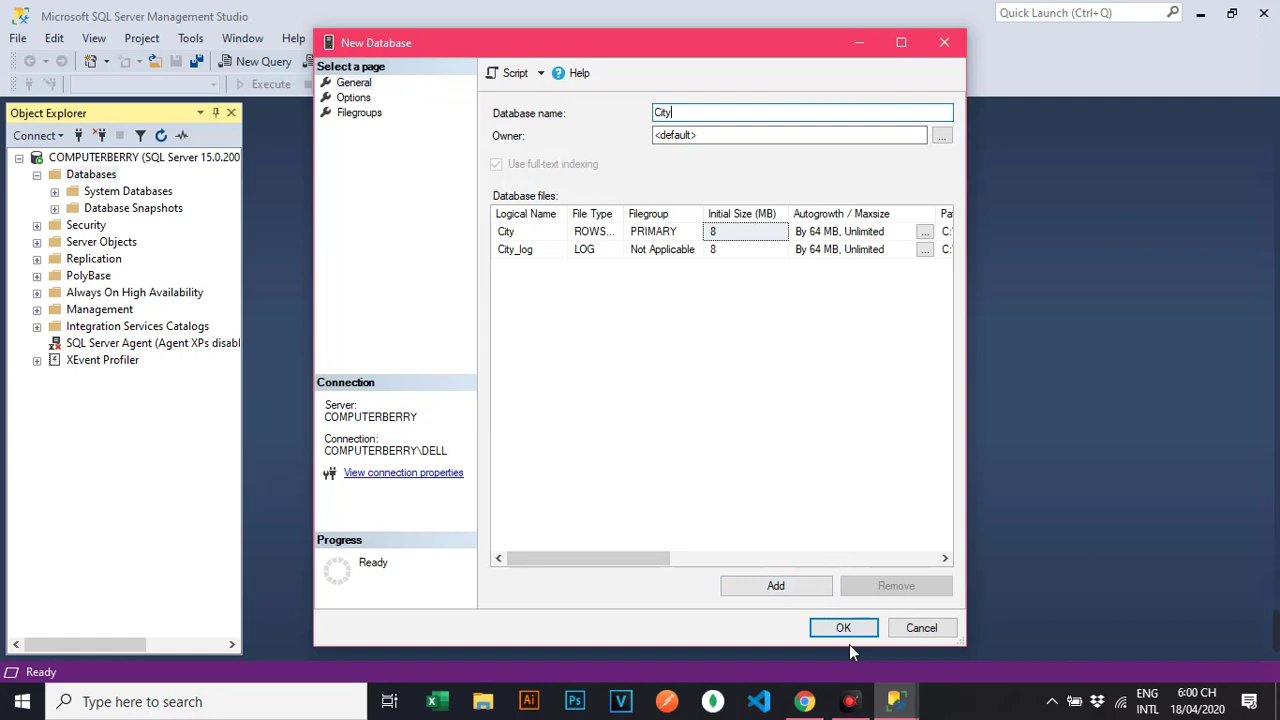 Microsoft SQL Server Management Studio
Quick Launch (Ctrl+Q)
File Edit View Project Tools Window Help
New Query
Execute
Object Explorer
Connect
COMPUTERBERRY (SQL Server 15.0.200
Databases
System Databases
Database Snapshots
Security
Server Objects
Replication
PolyBase
Always On High Availability
Management
Integration Services Catalogs
SQL Server Agent (Agent XPs disabl
XEvent Profiler
New Database
Select a page
General
Options
Filegroups
Script Help
Database name: City
Owner: <default> ...
Use full-text indexing
Database files:
Logical Name File Type Filegroup Initial Size (MB) Autogrowth / Maxsize Pa
City ROWS... PRIMARY 8 By 64 MB, Unlimited ... C:\
City_log LOG Not Applicable 8 By 64 MB, Unlimited ... C:\
Connection
Server:
COMPUTERBERRY
Connection:
COMPUTERBERRY\DELL
View connection properties
Progress
Ready
Add Remove
OK Cancel
Ready
Type here to search
Ai Ps V
ENG
INTL
6:00 CH
18/04/2020